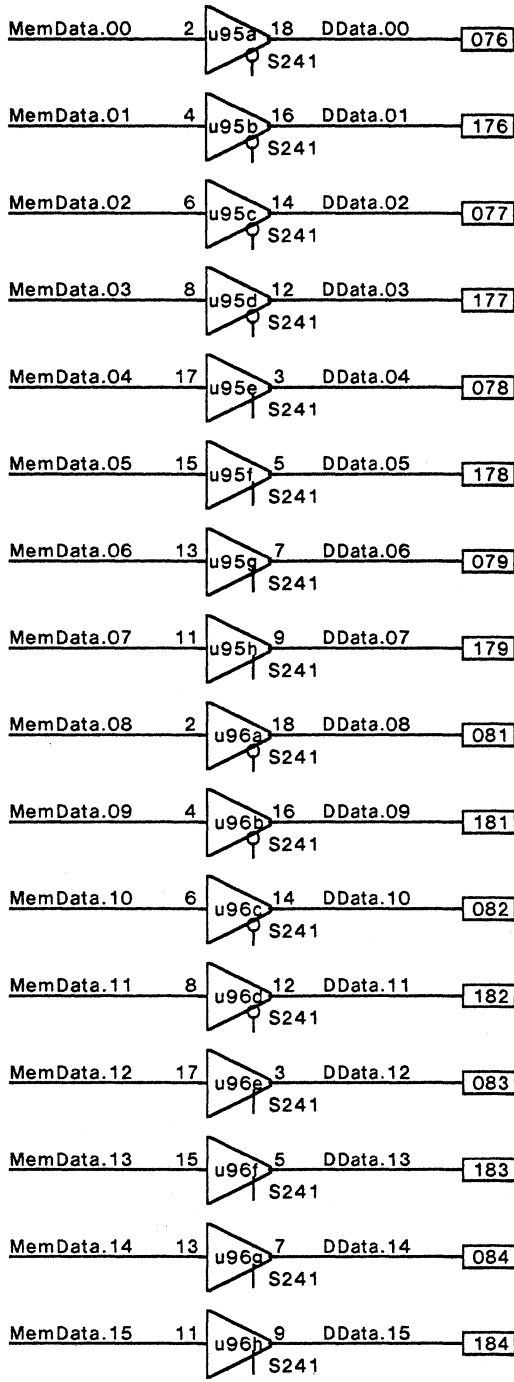 MemData.00 2 u95a 18 DData.00 076
S241
MemData.01 4 u95b 16 DData.01 176
S241
MemData.02 6 u95c 14 DData.02 077
S241
MemData.03 8 u95d 12 DData.03 177
S241
MemData.04 17 u95e 3 DData.04 078
S241
MemData.05 15 u95f 5 DData.05 178
S241
MemData.06 13 u95g 7 DData.06 079
S241
MemData.07 11 u95h 9 DData.07 179
S241
MemData.08 2 u96a 18 DData.08 081
S241
MemData.09 4 u96b 16 DData.09 181
S241
MemData.10 6 u96c 14 DData.10 082
S241
MemData.11 8 u96d 12 DData.11 182
S241
MemData.12 17 u96e 3 DData.12 083
S241
MemData.13 15 u96f 5 DData.13 183
S241
MemData.14 13 u96g 7 DData.14 084
S241
MemData.15 11 u96h 9 DData.15 184
S241